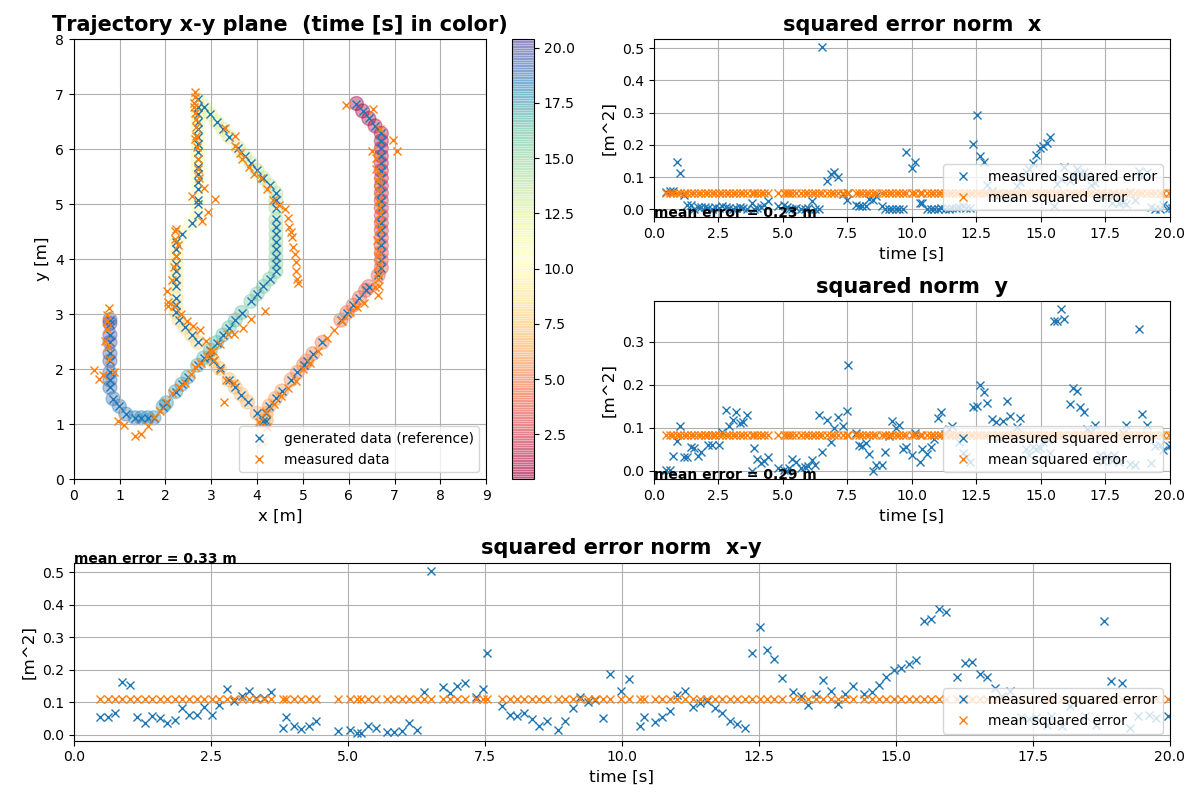 Trajectory x-y plane  (time [s] in color)
8
7
6
5
4
3
2
1
0
y [m]
0 1 2 3 4 5 6 7 8 9
x [m]
generated data (reference)
measured data
20.0
17.5
15.0
12.5
10.0
7.5
5.0
2.5
squared error norm  x
0.5
0.4
0.3
0.2
0.1
0.0
[m^2]
measured squared error
mean squared error
mean error = 0.23 m
0.0 2.5 5.0 7.5 10.0 12.5 15.0 17.5 20.0
time [s]
squared norm  y
0.3
0.2
0.1
0.0
[m^2]
measured squared error
mean squared error
mean error = 0.29 m
0.0 2.5 5.0 7.5 10.0 12.5 15.0 17.5 20.0
time [s]
squared error norm  x-y
mean error = 0.33 m
0.5
0.4
0.3
0.2
0.1
0.0
[m^2]
measured squared error
mean squared error
0.0 2.5 5.0 7.5 10.0 12.5 15.0 17.5 20.0
time [s]